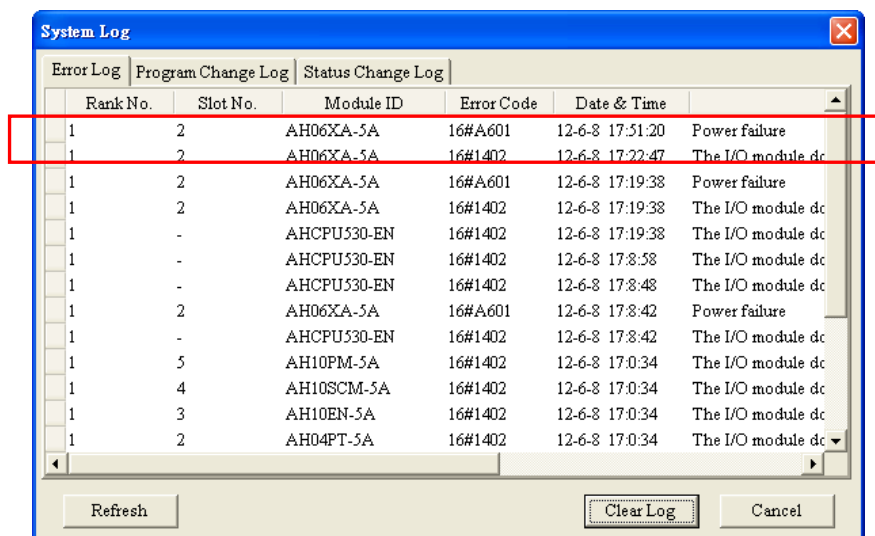 System Log
Error Log Program Change Log Status Change Log
Rank No. Slot No. Module ID Error Code Date & Time
1 2 AH06XA-5A 16#A601 12-6-8 17:51:20 Power failure
1 2 AH06XA-5A 16#1402 12-6-8 17:22:47 The I/O module
1 2 AH06XA-5A 16#A601 12-6-8 17:19:38 Power failure
1 2 AH06XA-5A 16#1402 12-6-8 17:19:38 The I/O module
1 - AHCPU530-EN 16#1402 12-6-8 17:19:38 The I/O module
1 - AHCPU530-EN 16#1402 12-6-8 17:8:58 The I/O module
1 - AHCPU530-EN 16#1402 12-6-8 17:8:48 The I/O module
1 2 AH06XA-5A 16#A601 12-6-8 17:8:42 Power failure
1 - AHCPU530-EN 16#1402 12-6-8 17:8:42 The I/O module
1 5 AH10PM-5A 16#1402 12-6-8 17:0:34 The I/O module
1 4 AH10SCM-5A 16#1402 12-6-8 17:0:34 The I/O module
1 3 AH10EN-5A 16#1402 12-6-8 17:0:34 The I/O module
1 2 AH04PT-5A 16#1402 12-6-8 17:0:34 The I/O module
Refresh Clear Log Cancel